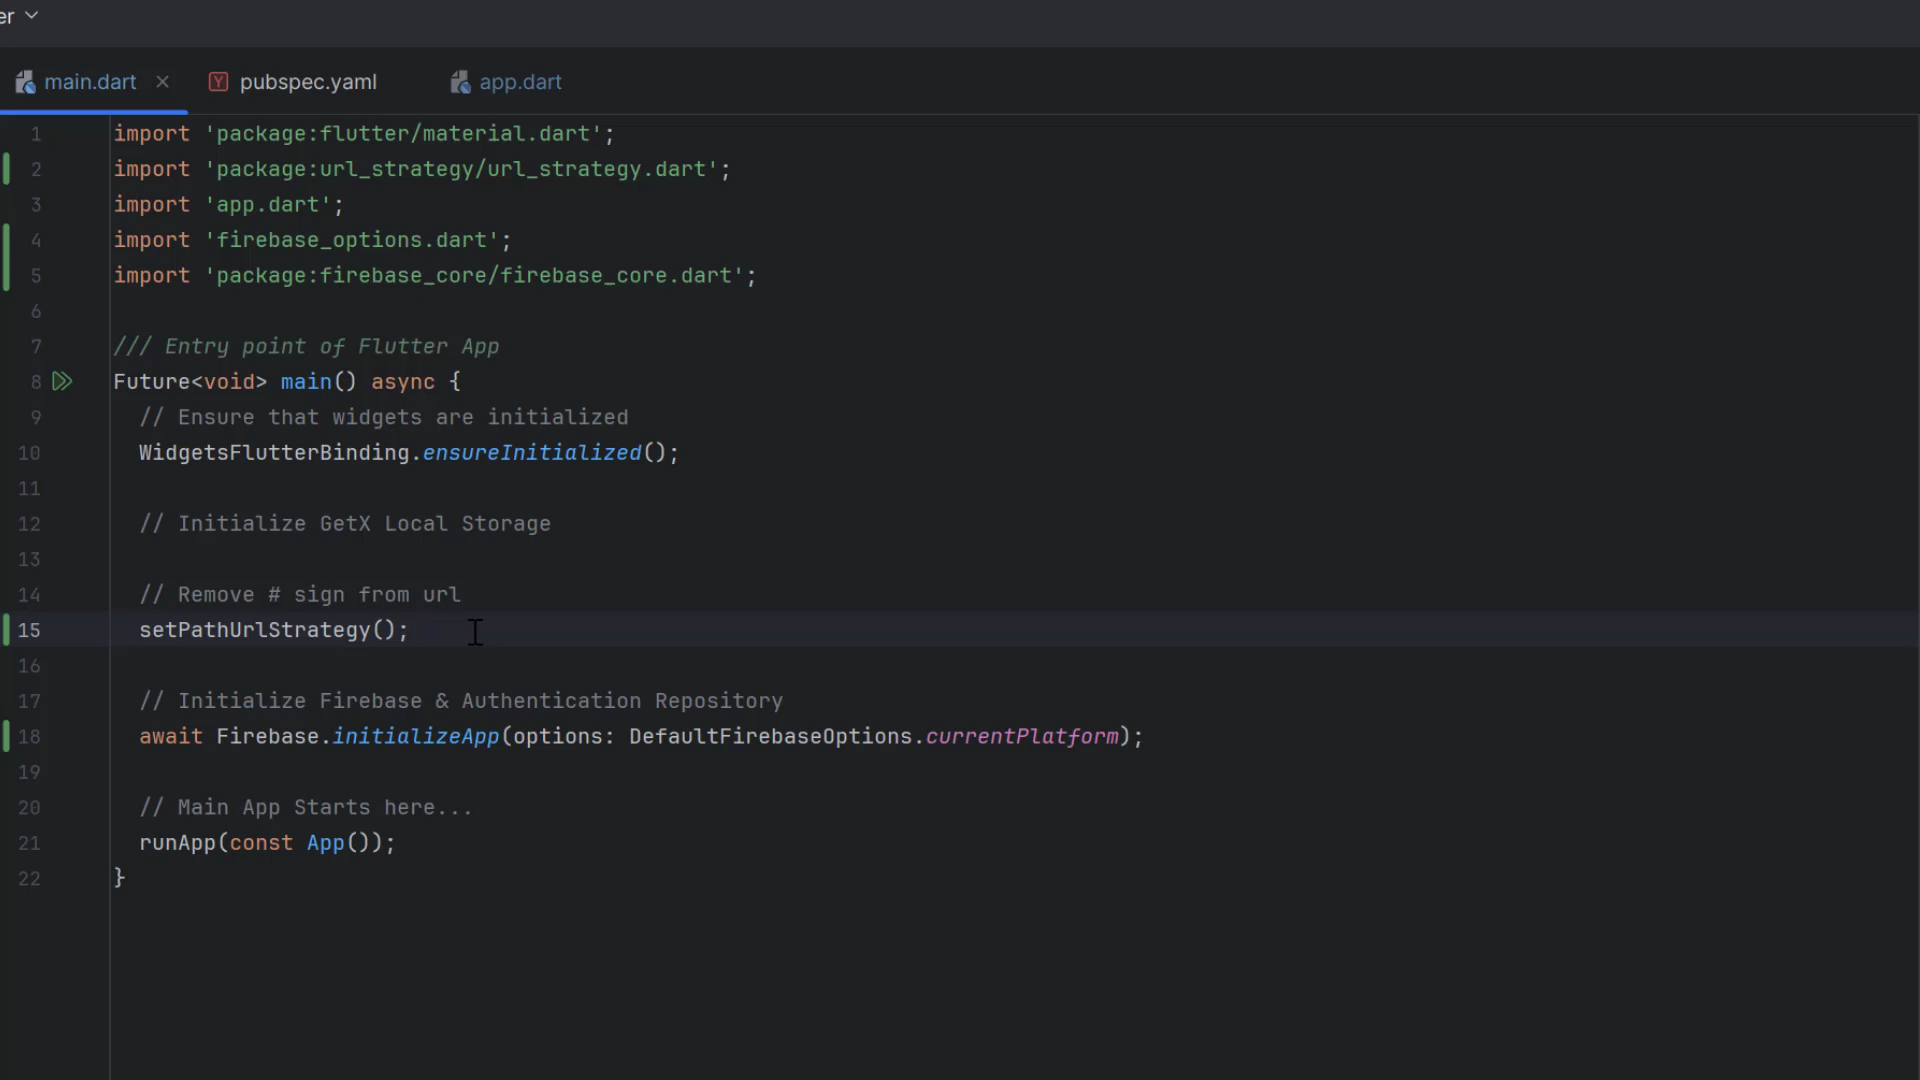 er
main.dart
pubspec.yaml
app.dart
1 import 'package:flutter/material.dart';
2 import 'package:url_strategy/url_strategy.dart';
3 import 'app.dart';
4 import 'firebase_options.dart';
5 import 'package:firebase_core/firebase_core.dart';
6
7 /// Entry point of Flutter App
8 Future<void> main() async {
9 // Ensure that widgets are initialized
10 WidgetsFlutterBinding.ensureInitialized();
11
12 // Initialize GetX Local Storage
13
14 // Remove # sign from url
15 setPathUrlStrategy();
16
17 // Initialize Firebase & Authentication Repository
18 await Firebase.initializeApp(options: DefaultFirebaseOptions.currentPlatform);
19
20 // Main App Starts here...
21 runApp(const App());
22 }